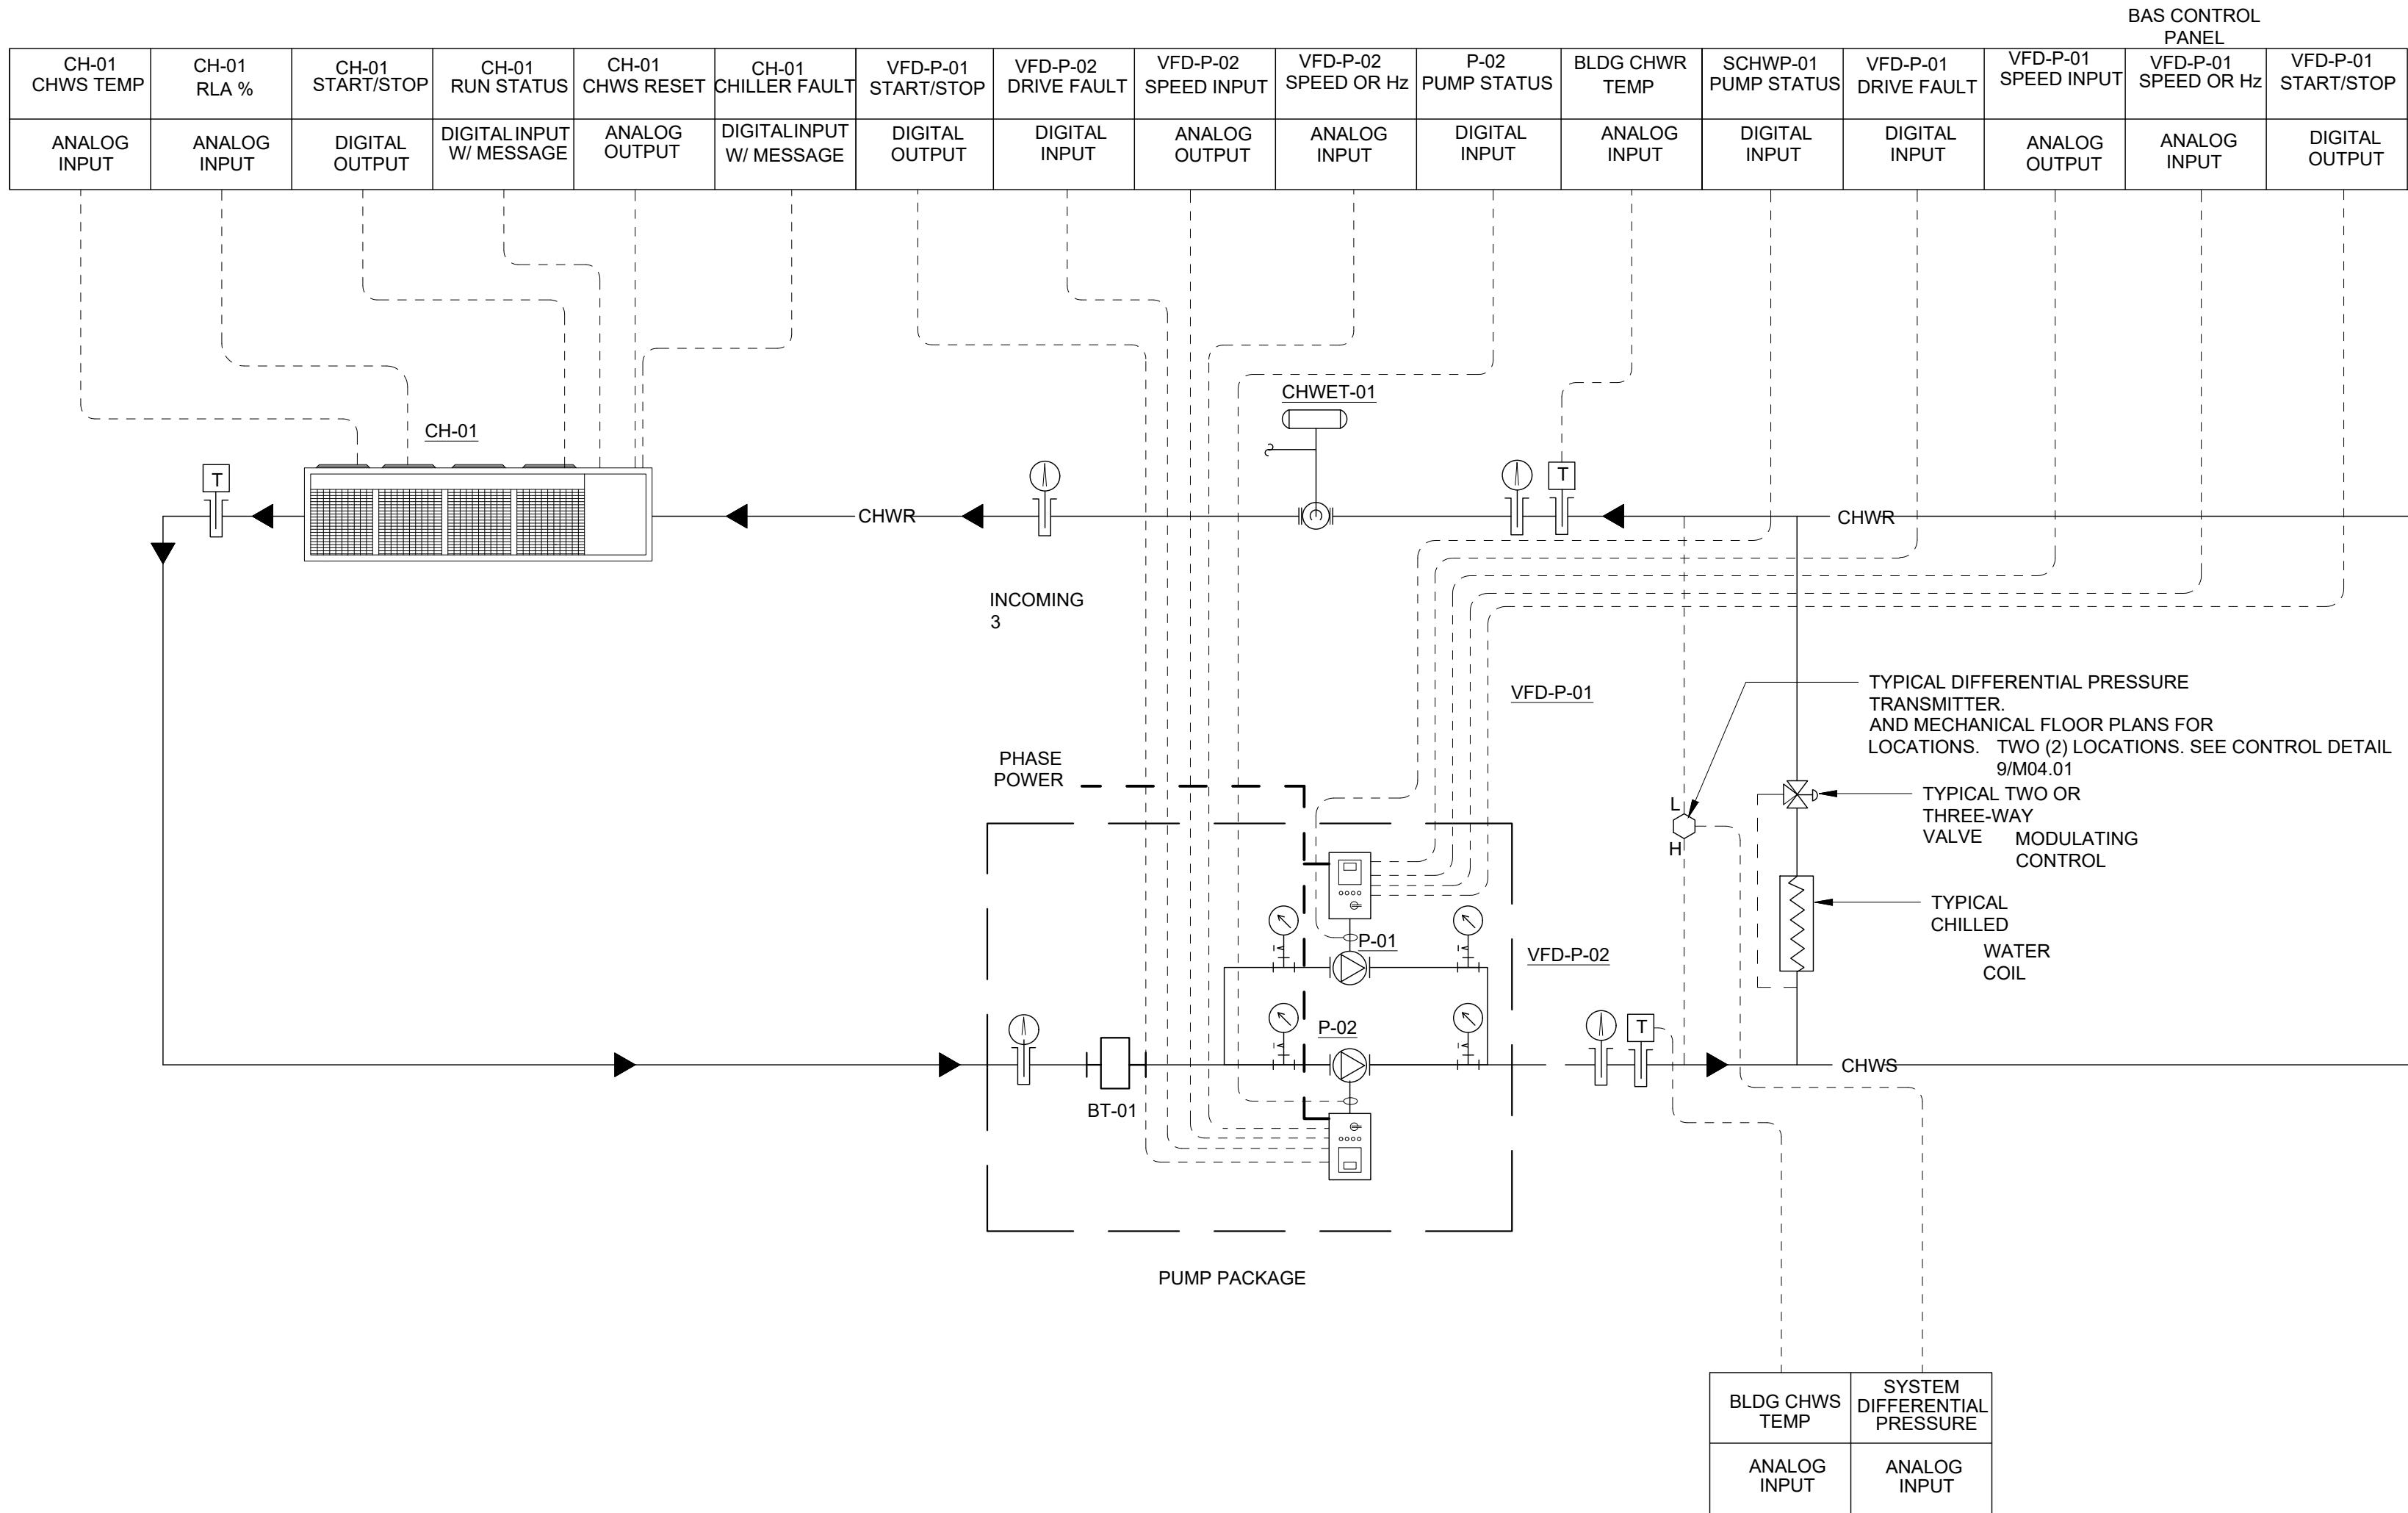 BAS CONTROL
PANEL
CH-01
CHWS TEMP
CH-01
RLA %
CH-01
START/STOP
CH-01
RUN STATUS
CH-01
CHWS RESET
CH-01
CHILLER FAULT
VFD-P-01
START/STOP
VFD-P-02
DRIVE FAULT
VFD-P-02
SPEED INPUT
VFD-P-02
SPEED OR Hz
P-02
PUMP STATUS
BLDG CHWR
TEMP
SCHWP-01
PUMP STATUS
VFD-P-01
DRIVE FAULT
VFD-P-01
SPEED INPUT
VFD-P-01
SPEED OR Hz
VFD-P-01
START/STOP
ANALOG
INPUT
ANALOG
INPUT
DIGITAL
OUTPUT
DIGITAL INPUT
W/ MESSAGE
ANALOG
OUTPUT
DIGITAL INPUT
W/ MESSAGE
DIGITAL
OUTPUT
DIGITAL
INPUT
ANALOG
OUTPUT
ANALOG
INPUT
DIGITAL
INPUT
ANALOG
INPUT
DIGITAL
INPUT
DIGITAL
INPUT
ANALOG
OUTPUT
ANALOG
INPUT
DIGITAL
OUTPUT
CHWET-01
CH-01
T
T
CHWR
CHWR
INCOMING
3
VFD-P-01
TYPICAL DIFFERENTIAL PRESSURE
TRANSMITTER.
AND MECHANICAL FLOOR PLANS FOR
LOCATIONS. TWO (2) LOCATIONS. SEE CONTROL DETAIL
9/M04.01
PHASE
POWER
TYPICAL TWO OR
THREE-WAY
VALVE MODULATING
CONTROL
L
H
TYPICAL
CHILLED
WATER
COIL
P-01
VFD-P-02
P-02
T
CHWS
BT-01
PUMP PACKAGE
BLDG CHWS
TEMP
SYSTEM
DIFFERENTIAL
PRESSURE
ANALOG
INPUT
ANALOG
INPUT